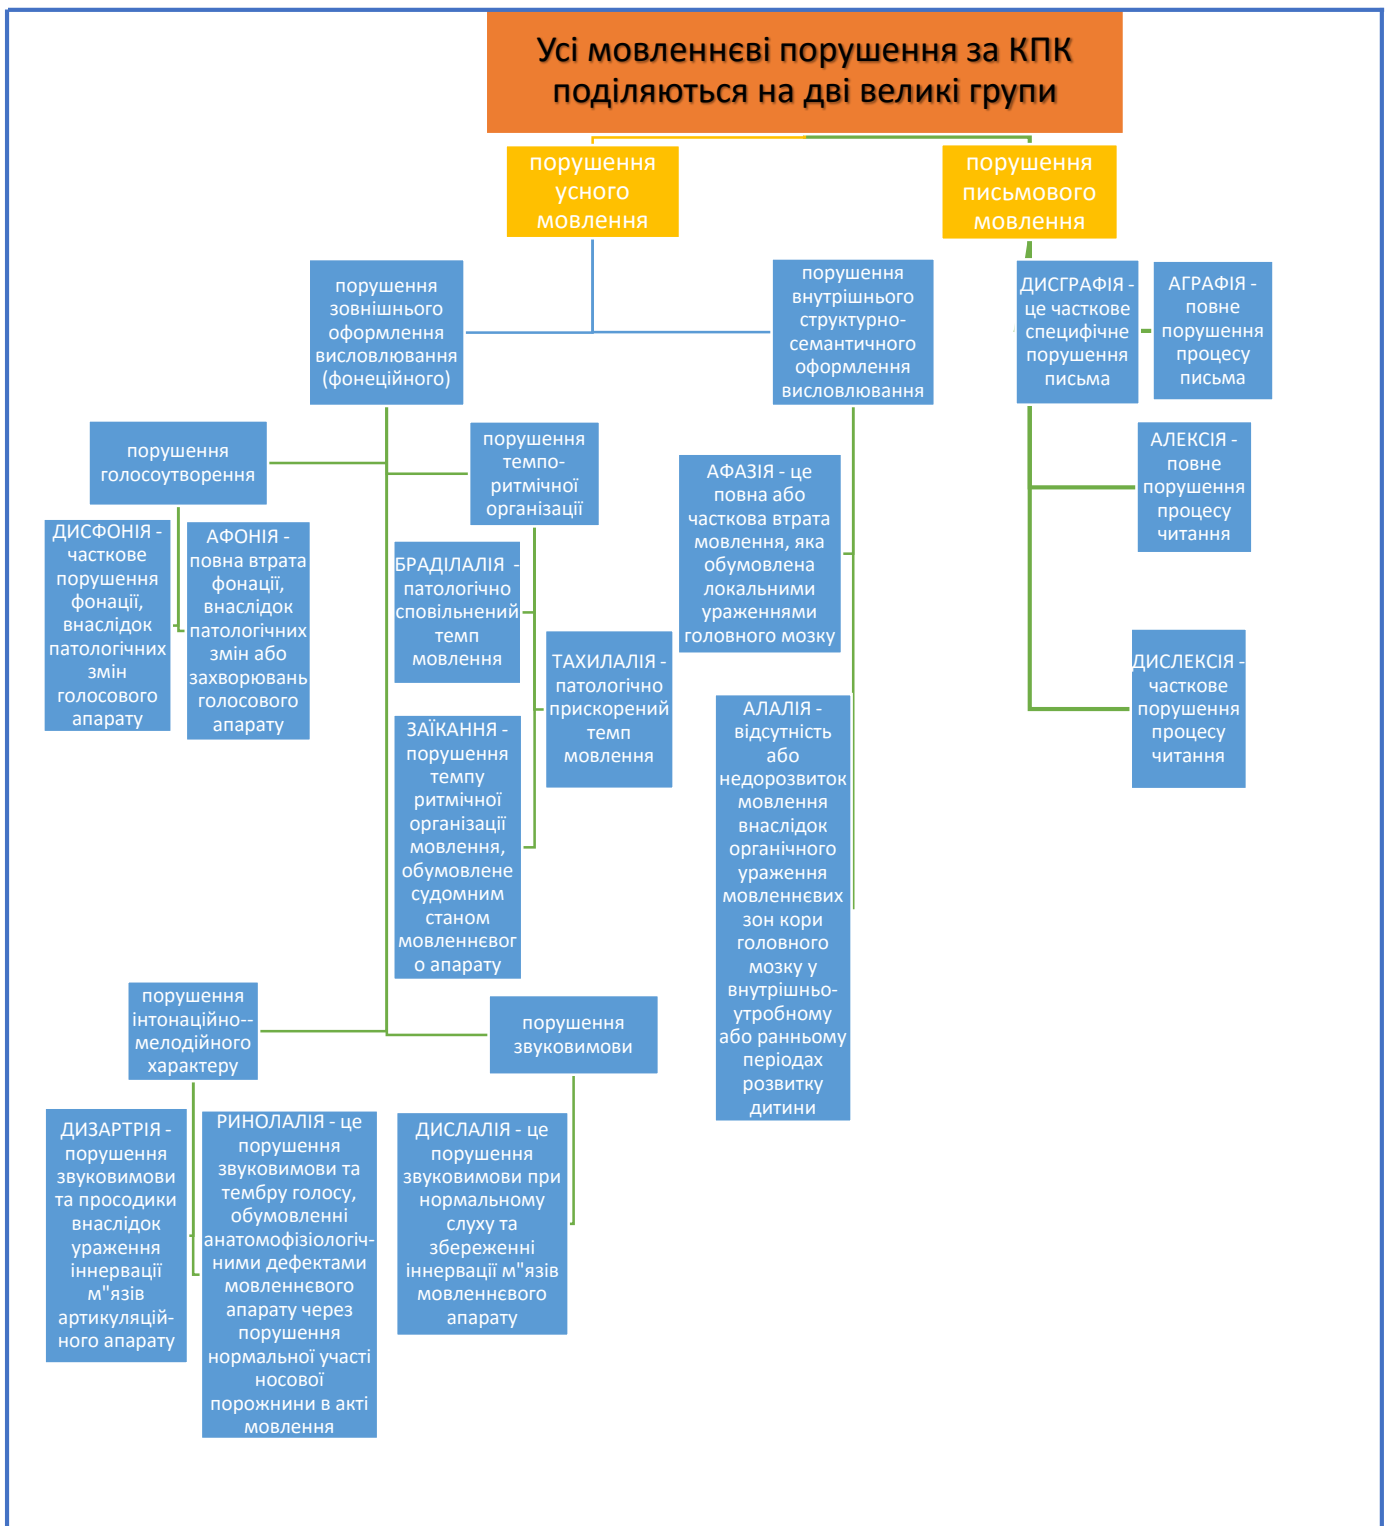 Усі мовленнєві порушення за КПК
поділяються на дві великі групи
порушення
усного
мовлення
порушення
письмового
мовлення
порушення
зовнішнього
оформлення
висловлювання
(фонеційного)
порушення
внутрішнього
структурно-
семантичного
оформлення
висловлювання
ДИСГРАФІЯ -
це часткове
специфічне
порушення
письма
АГРАФІЯ -
повне
порушення
процесу
письма
АЛЕКСІЯ -
повне
порушення
процесу
читання
ДИСЛЕКСІЯ -
часткове
порушення
процесу
читання
порушення
голосоутворення
ДИСФОНІЯ -
часткове
порушення
фонації,
внаслідок
патологічних
змін
голосового
апарату
АФОНІЯ -
повна втрата
фонації,
внаслідок
патологічних
змін або
захворювань
голосового
апарату
порушення
темпо-
ритмічної
організації
БРАДІЛАЛІЯ -
патологічно
сповільнений
темп
мовлення
ТАХИЛАЛІЯ -
патологічно
прискорений
темп
мовлення
ЗАЇКАННЯ -
порушення
темпу
ритмічної
організації
мовлення,
обумовлене
судомним
станом
мовленнєвог
о апарату
АФАЗІЯ - це
повна або
часткова втрата
мовлення, яка
обумовлена
локальними
ураженнями
головного мозку
АЛАЛІЯ -
відсутність
або
недорозвиток
мовлення
внаслідок
органічного
ураження
мовленнєвих
зон кори
головного
мозку у
внутрішньо-
утробному
або ранньому
періодах
розвитку
дитини
порушення
інтонаційно--
мелодійного
характеру
ДИЗАРТРІЯ -
порушення
звуковимови
та просодики
внаслідок
ураження
іннервації
м"язів
артикуляцій-
ного апарату
РИНОЛАЛІЯ - це
порушення
звуковимови та
тембру голосу,
обумовленні
анатомофізіологіч-
ними дефектами
мовленнєвого
апарату через
порушення
нормальної участі
носової
порожнини в акті
мовлення
порушення
звуковимови
ДИСЛАЛІЯ - це
порушення
звуковимови при
нормальному
слуху та
збереженні
іннервації м"язів
мовленнєвого
апарату